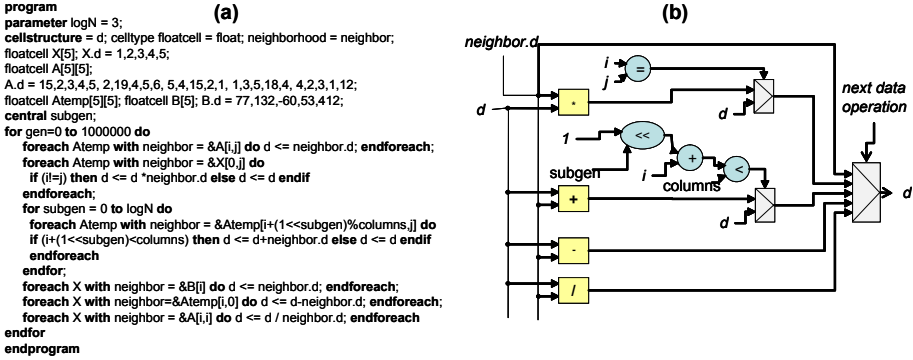 (a)
program
parameter logN = 3;
cellstructure = d; celltype floatcell = float; neighborhood = neighbor;
floatcell X[5]; X.d = 1,2,3,4,5;
floatcell A[5][5];
A.d = 15,2,3,4,5, 2,19,4,5,6, 5,4,15,2,1, 1,3,5,18,4, 4,2,3,1,12;
floatcell Atemp[5][5]; floatcell B[5]; B.d = 77,132,-60,53,412;
central subgen;
for gen=0 to 1000000 do
foreach Atemp with neighbor = &A[i,j] do d <= neighbor.d; endforeach;
foreach Atemp with neighbor = &X[0,j] do
if (i!=j) then d <= d *neighbor.d else d <= d endif
endforeach;
for subgen = 0 to logN do
foreach Atemp with neighbor = &Atemp[i+(1<<subgen)%columns,j] do
if (i+(1<<subgen)<columns) then d <= d+neighbor.d else d <= d endif
endforeach
endfor;
foreach X with neighbor = &B[i] do d <= neighbor.d; endforeach;
foreach X with neighbor=&Atemp[i,0] do d <= d-neighbor.d; endforeach;
foreach X with neighbor = &A[i,i] do d <= d / neighbor.d; endforeach
endfor
endprogram
(b)
neighbor.d
i
j
=
next data
operation
d
*
d
1
<<
+
<
subgen
i
columns
+
d
d
-
/